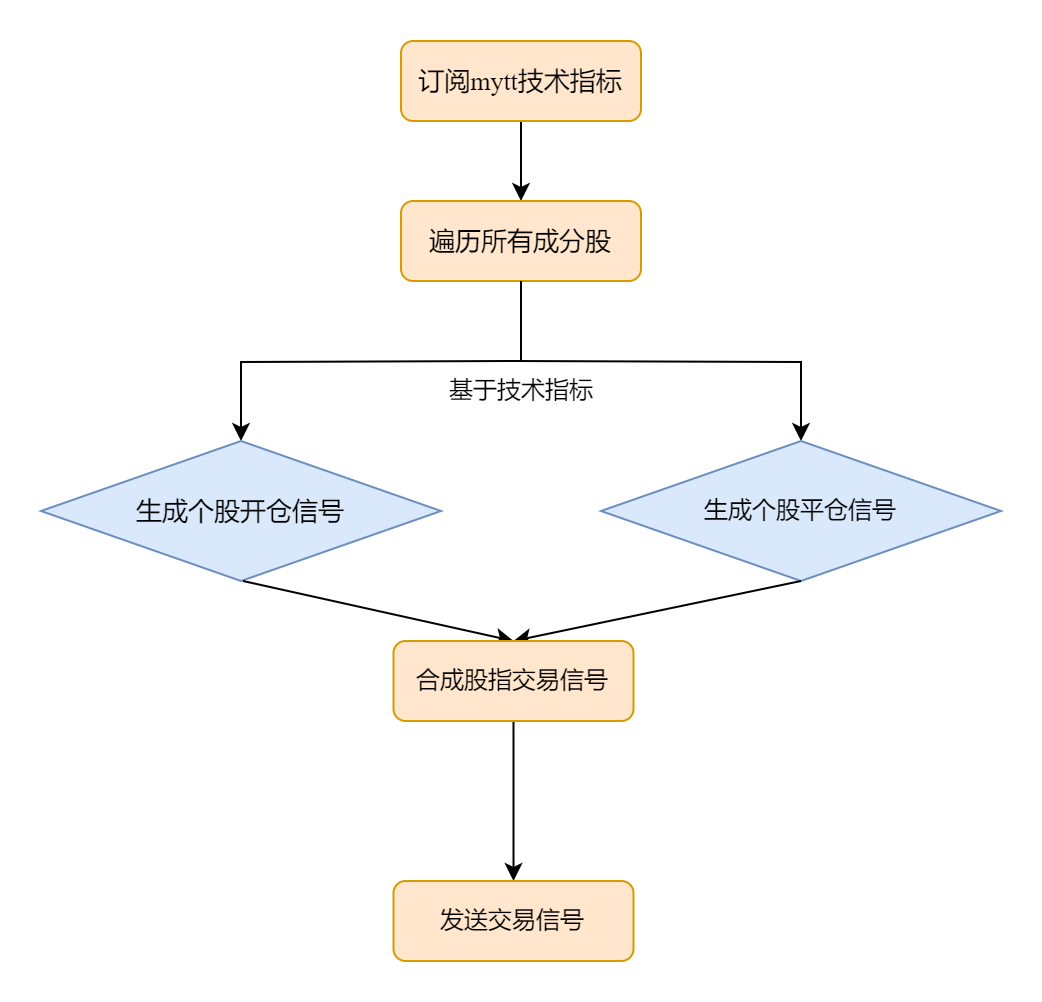 订阅mytt技术指标
遍历所有成分股
基于技术指标
生成个股开仓信号
生成个股平仓信号
合成股指交易信号
发送交易信号